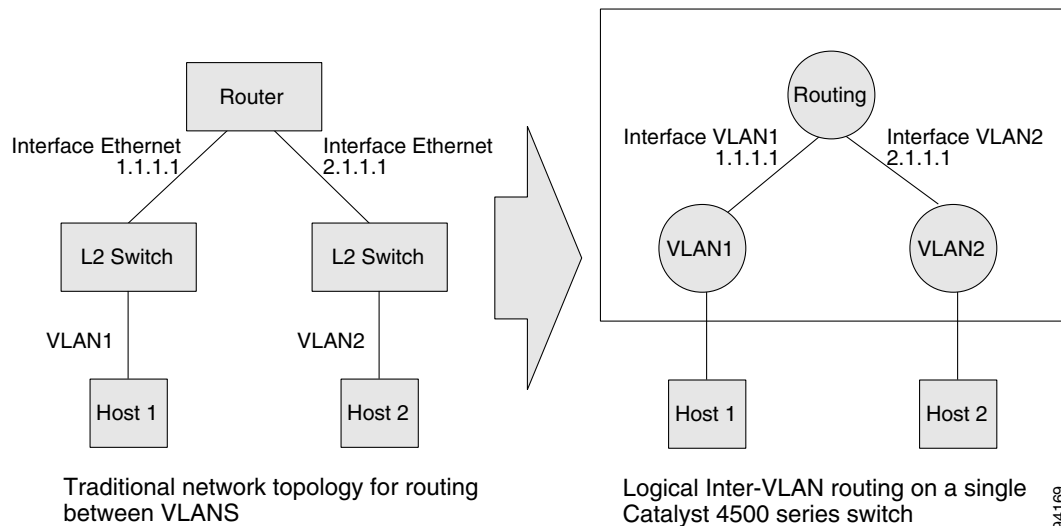 Router
Interface Ethernet
1.1.1.1
Interface Ethernet
2.1.1.1
L2 Switch
L2 Switch
VLAN1
VLAN2
Host 1
Host 2
Traditional network topology for routing
between VLANS
Routing
Interface VLAN1
1.1.1.1
Interface VLAN2
2.1.1.1
VLAN1
VLAN2
Host 1
Host 2
Logical Inter-VLAN routing on a single
Catalyst 4500 series switch